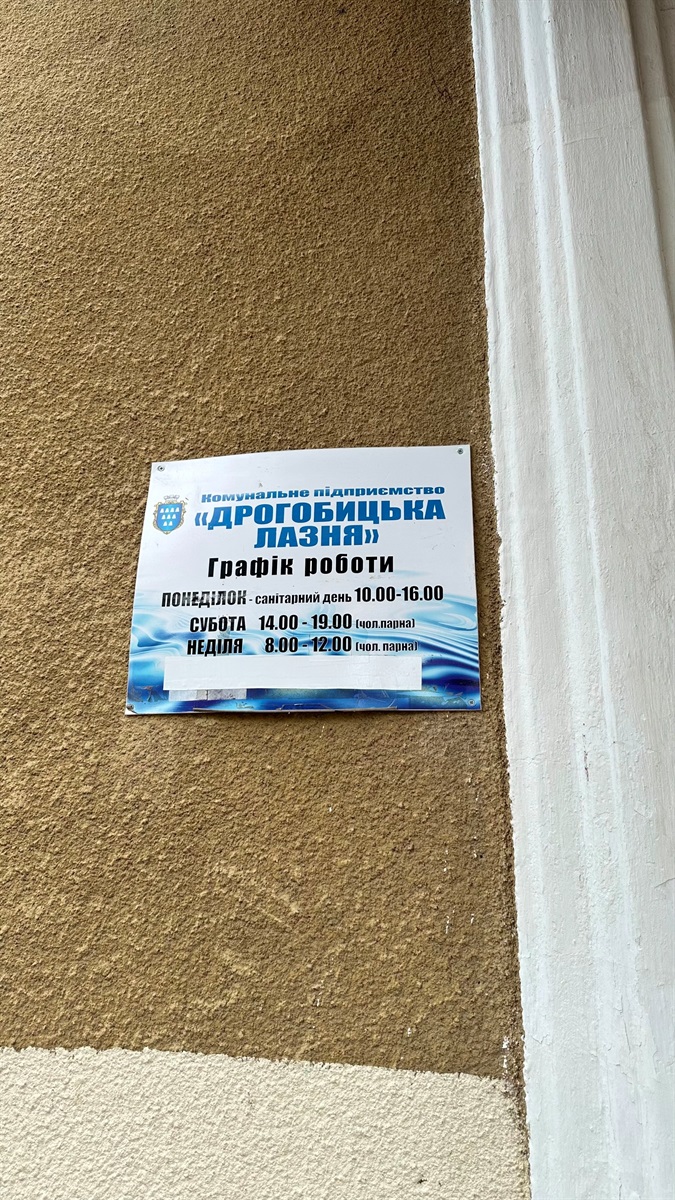 Комунальне підприємство
«ДРОГОБИЦЬКА
ЛАЗНЯ»
Графік роботи
ПОНЕДІЛОК - санітарний день 10.00-16.00
СУБОТА 14.00 - 19.00 (чол.парна)
НЕДІЛЯ 8.00 - 12.00 (чол. парна)